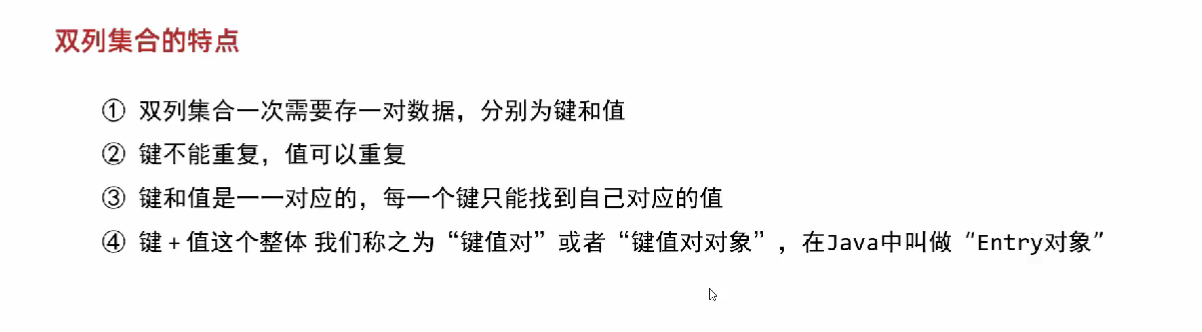 双列集合的特点
① 双列集合一次需要存一对数据，分别为键和值
② 键不能重复，值可以重复
③ 键和值是一一对应的，每一个键只能找到自己对应的值
④ 键 + 值这个整体 我们称之为“键值对”或者“键值对对象”，在Java中叫做“Entry对象”